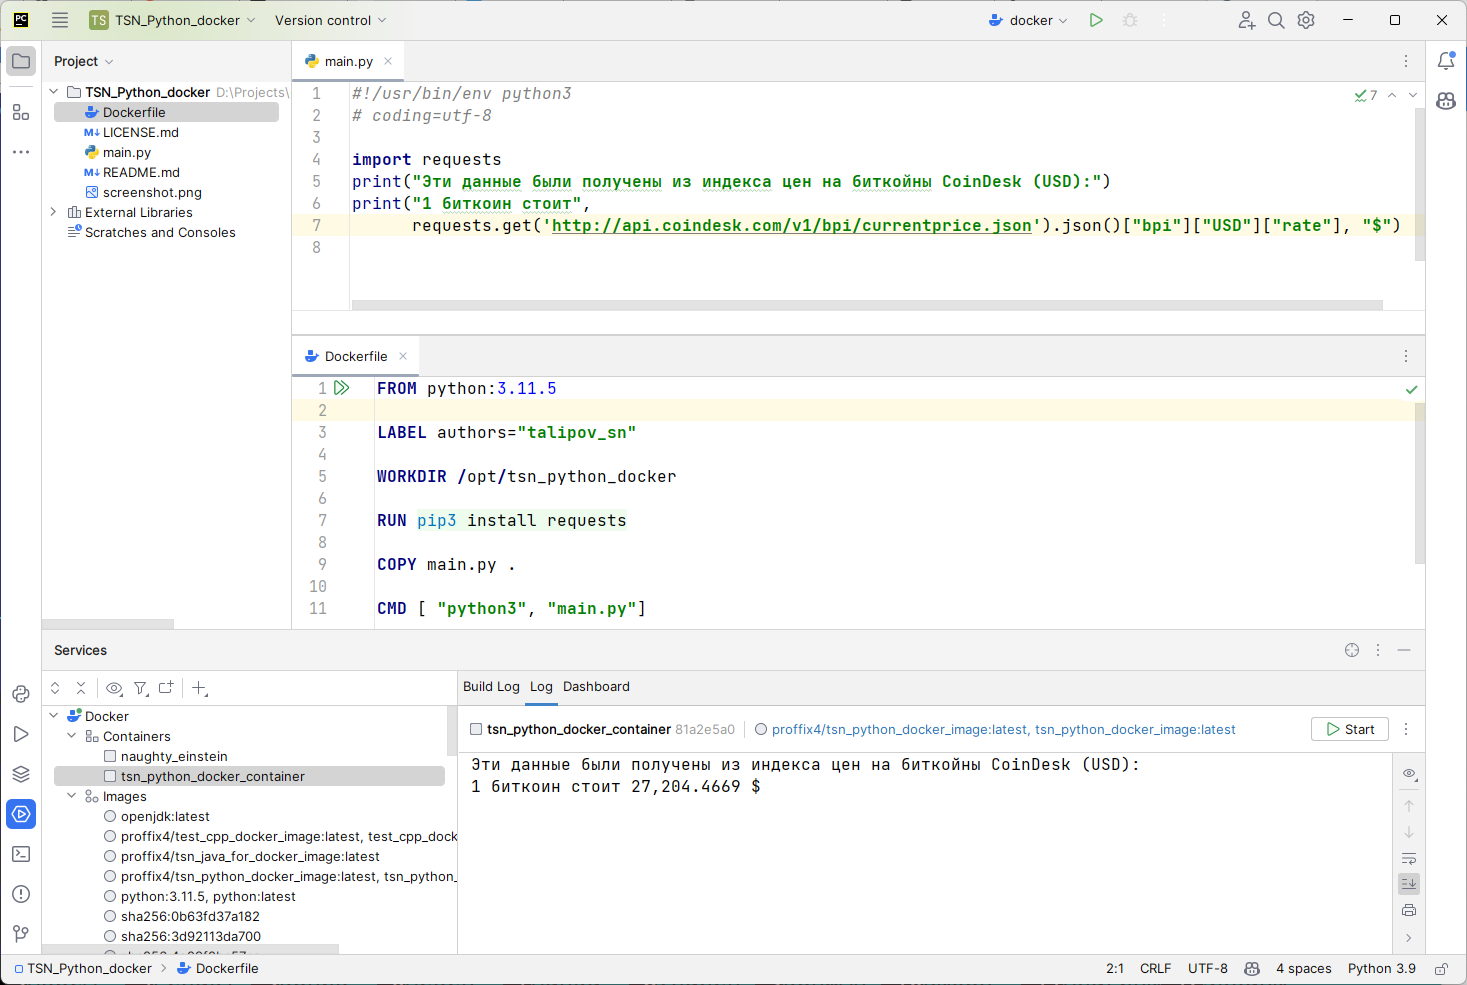 PC TS TSN_Python_docker Version control docker
Project
TSN_Python_docker D:\Projects\
Dockerfile
M↓ LICENSE.md
main.py
M↓ README.md
screenshot.png
External Libraries
Scratches and Consoles
main.py
7
1 #!/usr/bin/env python3
2 # coding=utf-8
3
4 import requests
5 print("Эти данные были получены из индекса цен на биткойны CoinDesk (USD):")
6 print("1 биткоин стоит",
7 requests.get('http://api.coindesk.com/v1/bpi/currentprice.json').json()["bpi"]["USD"]["rate"], "$")
8
Dockerfile
1 FROM python:3.11.5
2
3 LABEL authors="talipov_sn"
4
5 WORKDIR /opt/tsn_python_docker
6
7 RUN pip3 install requests
8
9 COPY main.py .
10
11 CMD [ "python3", "main.py"]
Services
Docker
Containers
naughty_einstein
tsn_python_docker_container
Images
openjdk:latest
proffix4/test_cpp_docker_image:latest, test_cpp_dock
proffix4/tsn_java_for_docker_image:latest
proffix4/tsn_python_docker_image:latest, tsn_python_
python:3.11.5, python:latest
sha256:0b63fd37a182
sha256:3d92113da700
Build Log Log Dashboard
tsn_python_docker_container 81a2e5a0 proffix4/tsn_python_docker_image:latest, tsn_python_docker_image:latest Start
Эти данные были получены из индекса цен на биткойны CoinDesk (USD):
1 биткоин стоит 27,204.4669 $
TSN_Python_docker Dockerfile 2:1 CRLF UTF-8 4 spaces Python 3.9